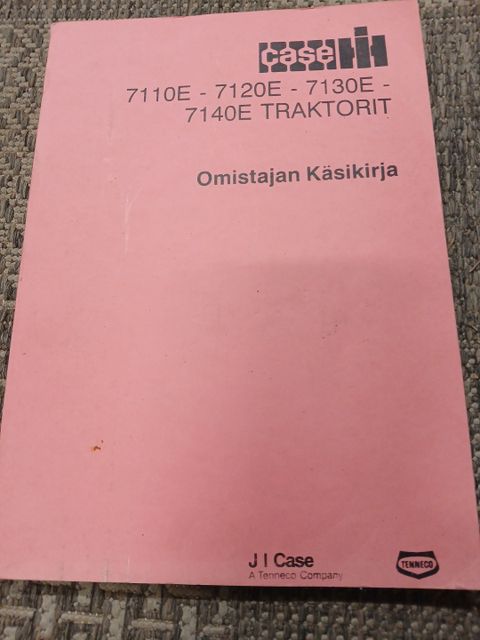 case IH
7110E - 7120E - 7130E -
7140E TRAKTORIT
Omistajan Käsikirja
J I Case
A Tenneco Company
TENNECO